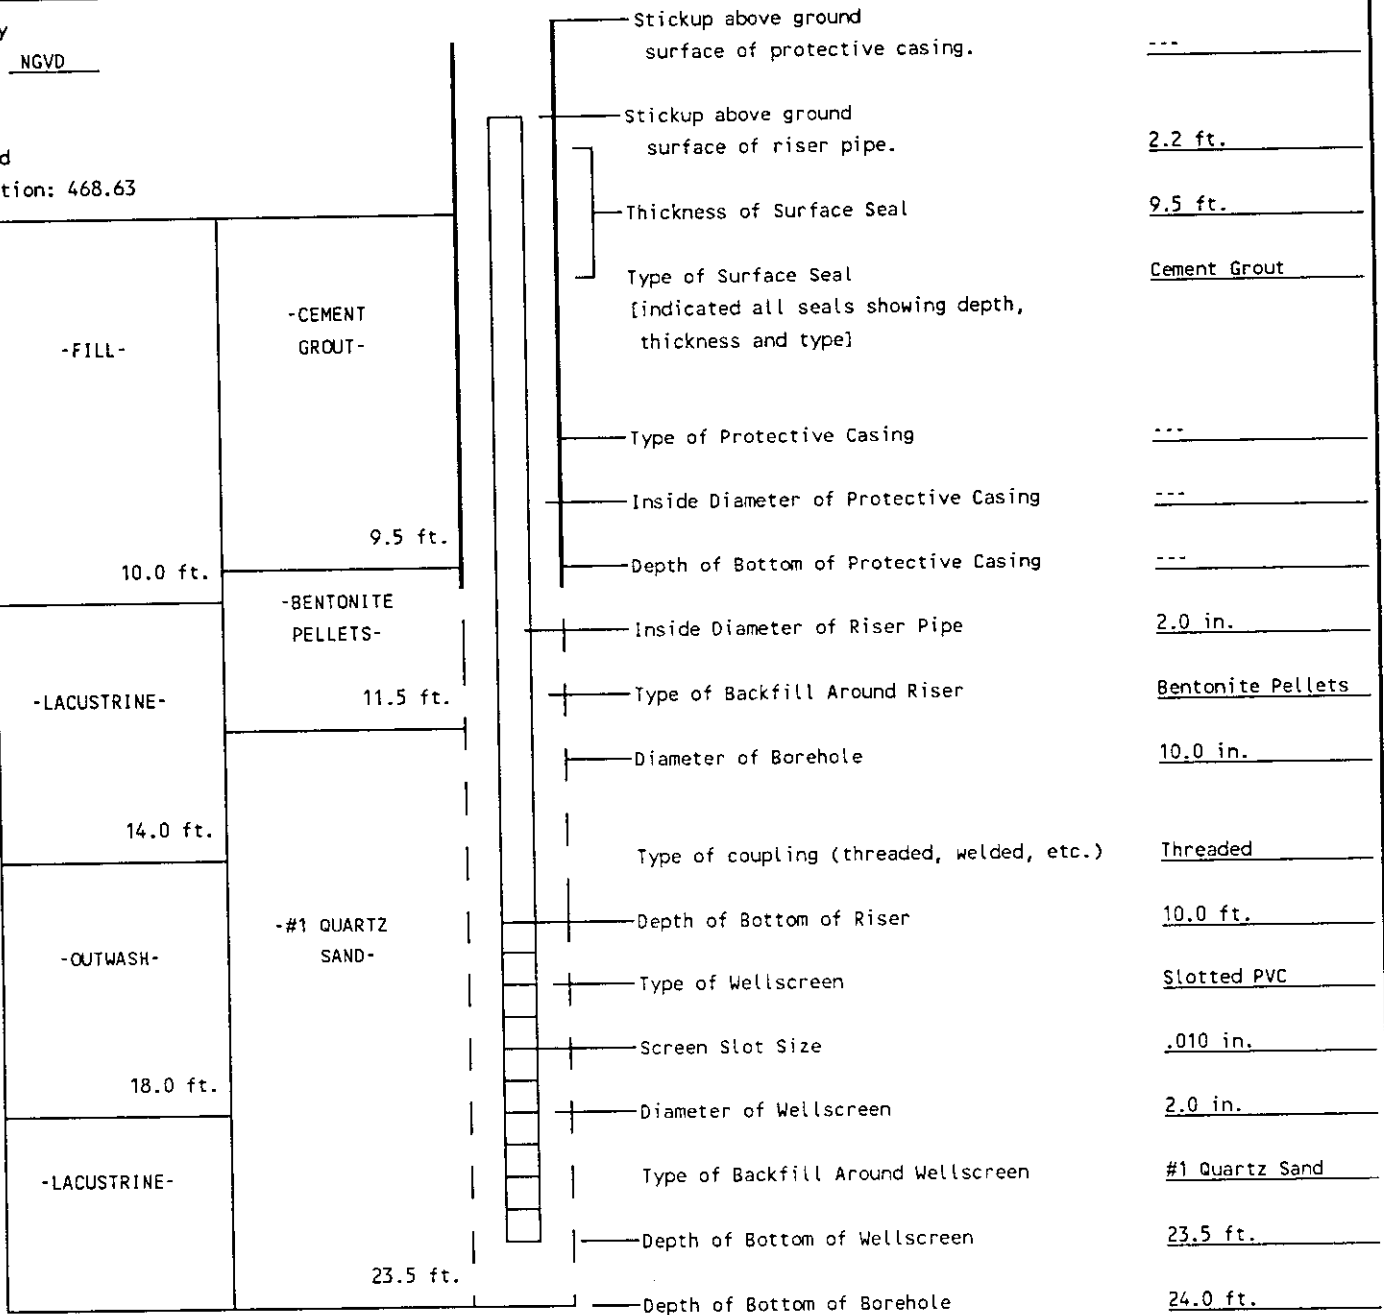 y
NGVD
d
tion: 468.63
Stickup above ground
surface of protective casing. ---
Stickup above ground
surface of riser pipe. 2.2 ft.
Thickness of Surface Seal 9.5 ft.
Type of Surface Seal Cement Grout
[indicated all seals showing depth,
thickness and type]
Type of Protective Casing ---
Inside Diameter of Protective Casing ---
Depth of Bottom of Protective Casing ---
Inside Diameter of Riser Pipe 2.0 in.
Type of Backfill Around Riser Bentonite Pellets
Diameter of Borehole 10.0 in.
Type of coupling (threaded, welded, etc.) Threaded
Depth of Bottom of Riser 10.0 ft.
Type of Wellscreen Slotted PVC
Screen Slot Size .010 in.
Diameter of Wellscreen 2.0 in.
Type of Backfill Around Wellscreen #1 Quartz Sand
Depth of Bottom of Wellscreen 23.5 ft.
Depth of Bottom of Borehole 24.0 ft.
-FILL-
10.0 ft.
-LACUSTRINE-
14.0 ft.
-OUTWASH-
18.0 ft.
-LACUSTRINE-
-CEMENT
GROUT-
9.5 ft.
-BENTONITE
PELLETS-
11.5 ft.
-#1 QUARTZ
SAND-
23.5 ft.